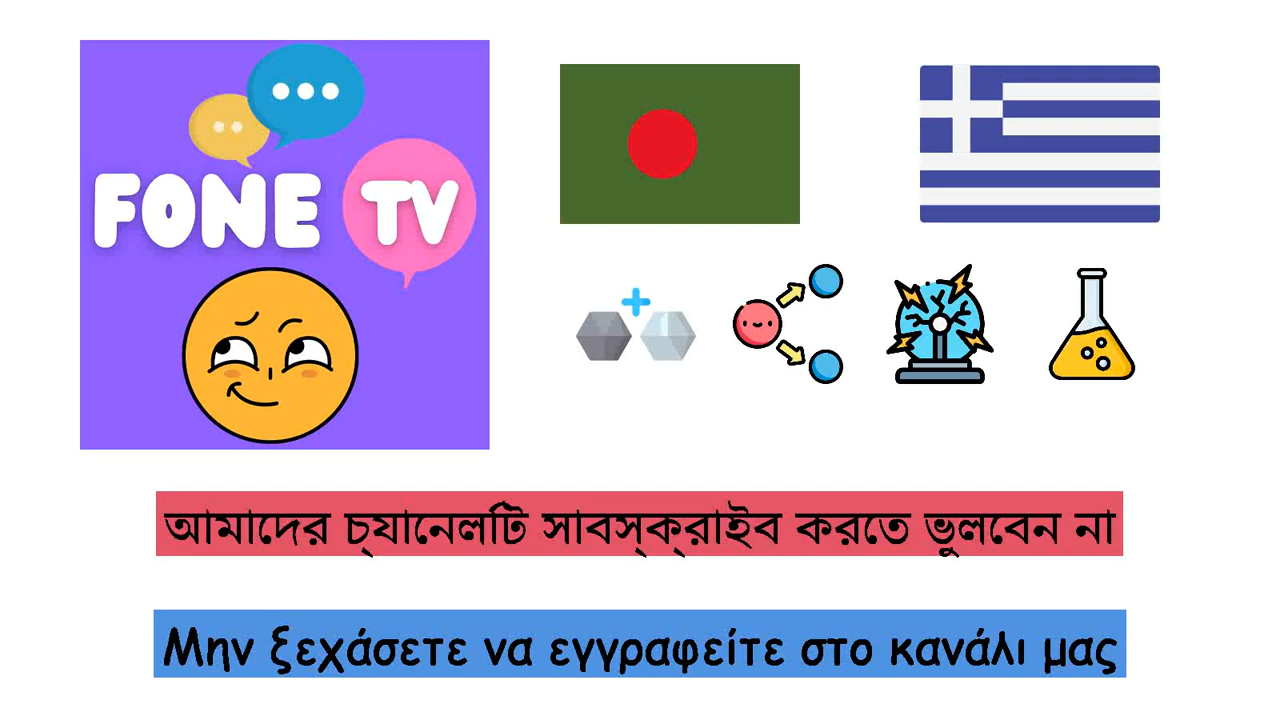 FONE TV
আমাদের চ্‌যানেলটি সাবস্‌ক্‌রাইব করতে ভুলবেন না
Μην ξεχάσετε να εγγραφείτε στο κανάλι μας